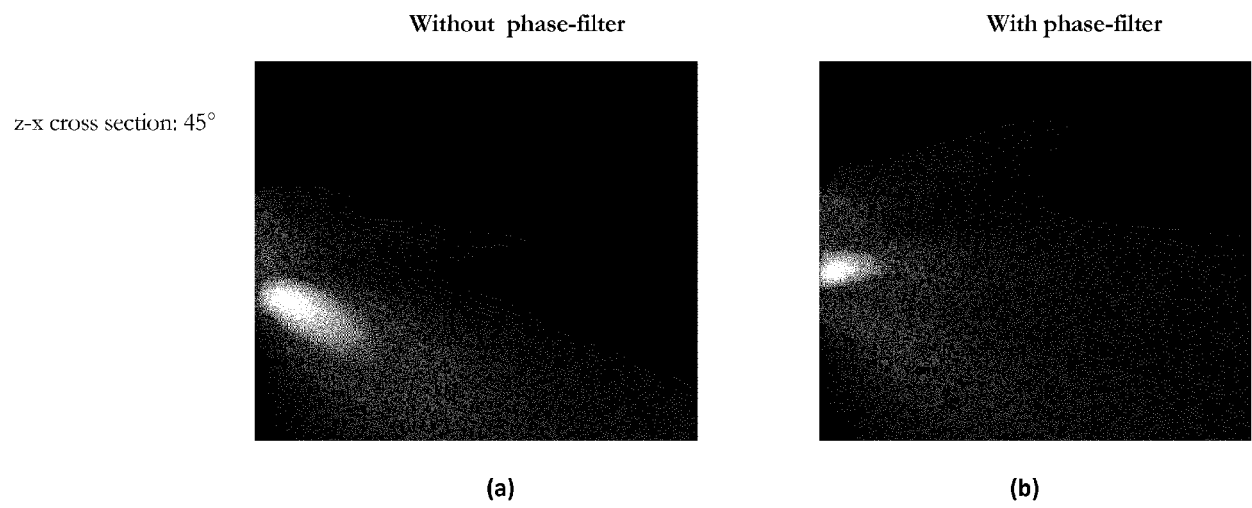 Without phase-filter
With phase-filter
z-x cross section: 45°
(a)
(b)